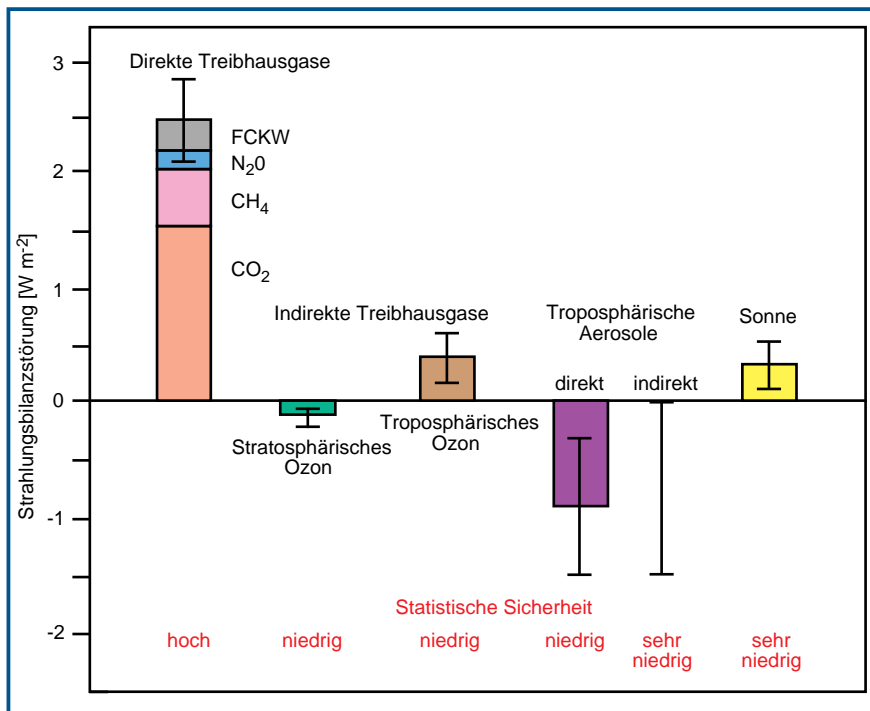 Strahlungsbilanzstörung [W m-2]
3
2
1
0
-1
-2
Direkte Treibhausgase
FCKW
N20
CH4
CO2
Indirekte Treibhausgase
Stratosphärisches
Ozon
Troposphärisches
Ozon
Troposphärische
Aerosole
direkt
indirekt
Sonne
Statistische Sicherheit
hoch
niedrig
niedrig
niedrig
sehr
niedrig
sehr
niedrig